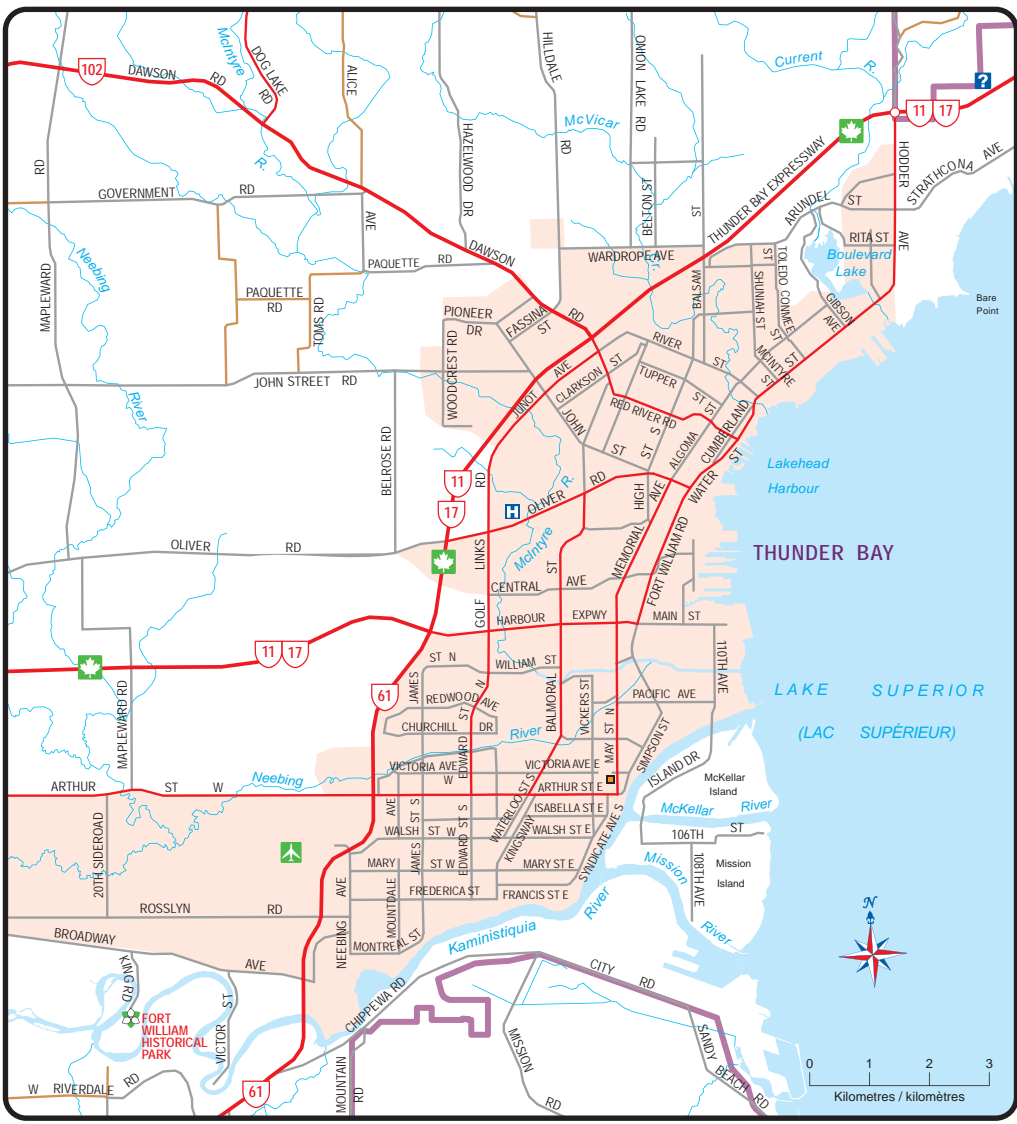 102
DAWSON RD
McIntyre R.
DOG LAKE RD
ALICE AVE
HILLDALE RD
ONION LAKE RD
Current R.
?
11 17
McVicar Cr.
HAZELWOOD DR
BELTON ST
ST
THUNDER BAY EXPRESSWAY
HODDER AVE
STRATHCONA AVE
ARUNDEL ST
RD
GOVERNMENT RD
MAPLEWARD
Neebing River
DAWSON RD
WARDROPE AVE
RITA ST
Boulevard Lake
PAQUETTE RD
PAQUETTE RD
TOMS RD
BALSAM
SHUNIAH ST
ST
TOLEDO
CONMEE ST
GIBSON AVE
Bare Point
PIONEER DR
FASSINA ST
WOODCREST RD
RIVER ST
MCINTYRE ST
ST
JOHN STREET RD
JUNOT AVE
CLARKSON ST
TUPPER ST
RED RIVER RD
ST
JOHN ST
ST S
ALGOMA
CUMBERLAND ST
BELROSE RD
11
17
RD
H
OLIVER RD
R.
McIntyre
HIGH AVE
WATER
Lakehead Harbour
OLIVER RD
GOLF LINKS
ST
MEMORIAL
FORT WILLIAM RD
THUNDER BAY
CENTRAL AVE
HARBOUR EXPWY
MAIN ST
11 17
61
JAMES ST N
WILLIAM ST
BALMORAL
110TH AVE
REDWOOD AVE
CHURCHILL DR
EDWARD ST N
VICKERS ST
PACIFIC AVE
LAKE SUPERIOR
(LAC SUPÉRIEUR)
MAPLEWARD RD
River
MAY ST N
SIMPSON ST
VICTORIA AVE W
VICTORIA AVE E
ISLAND DR
Neebing
ARTHUR ST W
ARTHUR ST E
McKellar Island
McKellar River
ISABELLA ST E
WATERLOO ST S
KINGSWAY
AVE
WALSH ST W
WALSH ST E
SYNDICATE AVE S
106TH ST
20TH SIDEROAD
JAMES ST S
EDWARD ST S
MARY ST W
MARY ST E
Mission River
108TH AVE
Mission Island
FREDERICA ST
FRANCIS ST E
MOUNTDALE
ROSSLYN RD
NEEBING AVE
MONTREAL ST
Kaministiquia River
N
BROADWAY AVE
KING RD
VICTOR ST
FORT
WILLIAM
HISTORICAL
PARK
CHIPPEWA RD
CITY RD
MISSION RD
SANDY BEACH RD
MOUNTAIN RD
W RIVERDALE RD
61
0 1 2 3
Kilometres / kilomètres